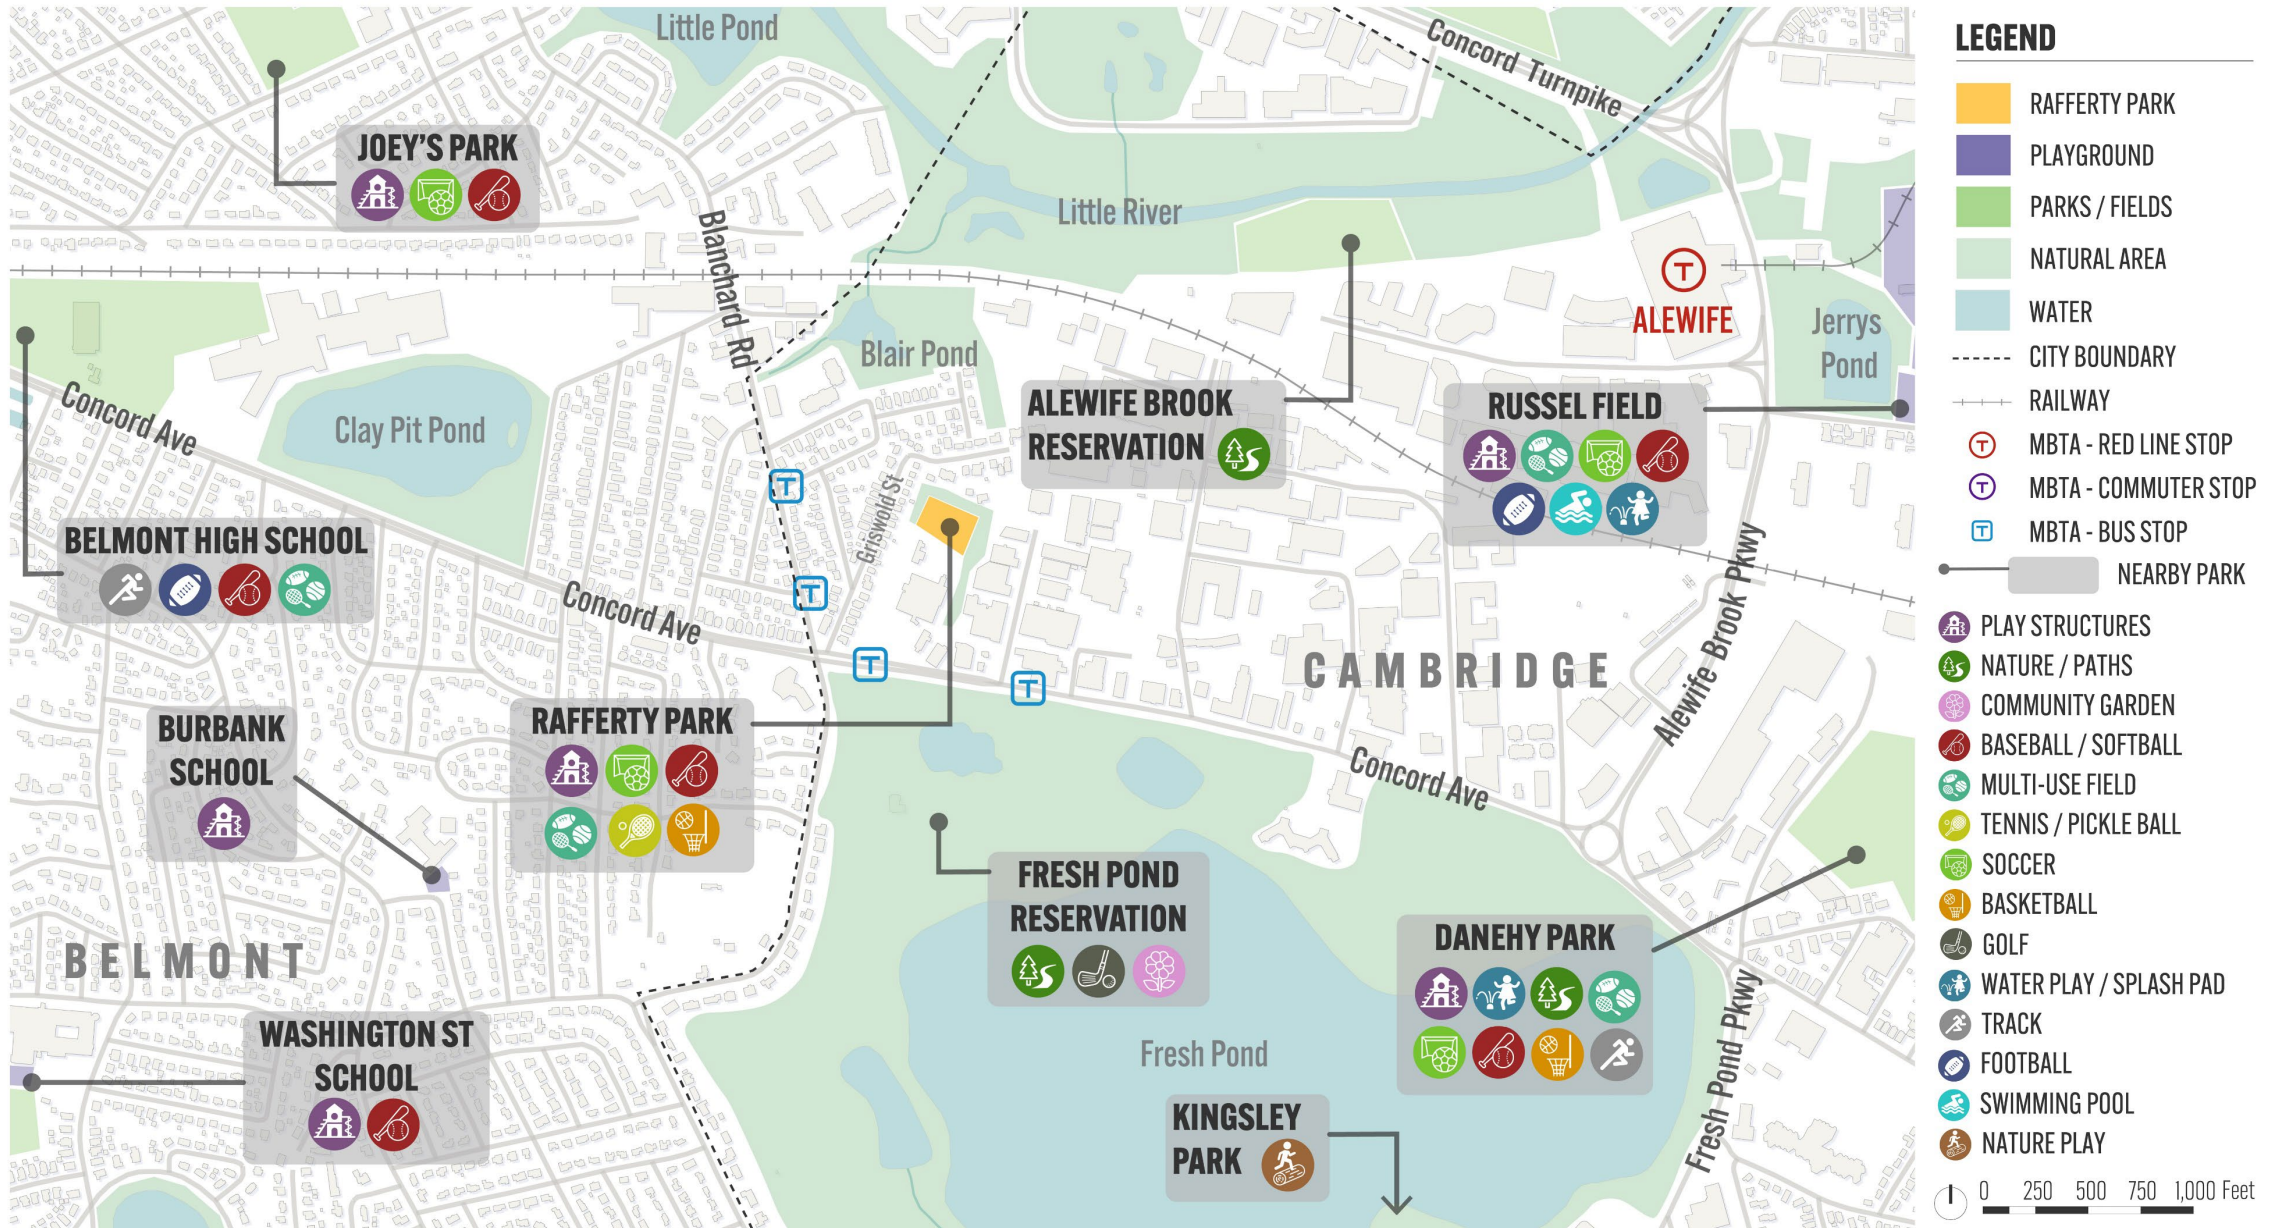 Little Pond
Concord Turnpike
JOEY'S PARK
Blanchard Rd
Little River
T
ALEWIFE
Jerrys
Pond
Blair Pond
Concord Ave
Clay Pit Pond
ALEWIFE BROOK
RESERVATION
RUSSEL FIELD
T
Griswold St
BELMONT HIGH SCHOOL
T
Concord Ave
Alewife Brook Pkwy
T
T
CAMBRIDGE
BURBANK
SCHOOL
RAFFERTY PARK
Concord Ave
FRESH POND
RESERVATION
DANEHY PARK
BELMONT
WASHINGTON ST
SCHOOL
Fresh Pond
Fresh Pond Pkwy
KINGSLEY
PARK
LEGEND
RAFFERTY PARK
PLAYGROUND
PARKS / FIELDS
NATURAL AREA
WATER
CITY BOUNDARY
RAILWAY
T MBTA - RED LINE STOP
T MBTA - COMMUTER STOP
T MBTA - BUS STOP
NEARBY PARK
PLAY STRUCTURES
NATURE / PATHS
COMMUNITY GARDEN
BASEBALL / SOFTBALL
MULTI-USE FIELD
TENNIS / PICKLE BALL
SOCCER
BASKETBALL
GOLF
WATER PLAY / SPLASH PAD
TRACK
FOOTBALL
SWIMMING POOL
NATURE PLAY
0 250 500 750 1,000 Feet